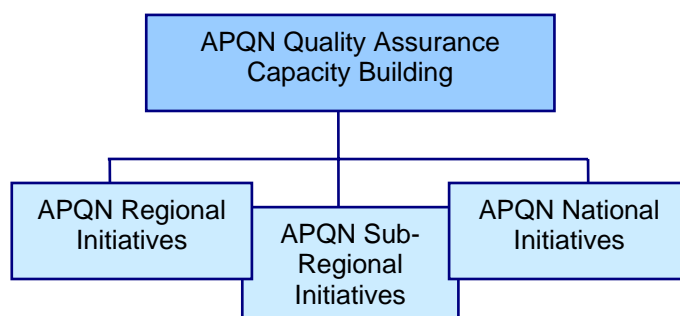 APQN Quality Assurance
Capacity Building
APQN Regional
Initiatives
APQN Sub-
Regional
Initiatives
APQN National
Initiatives